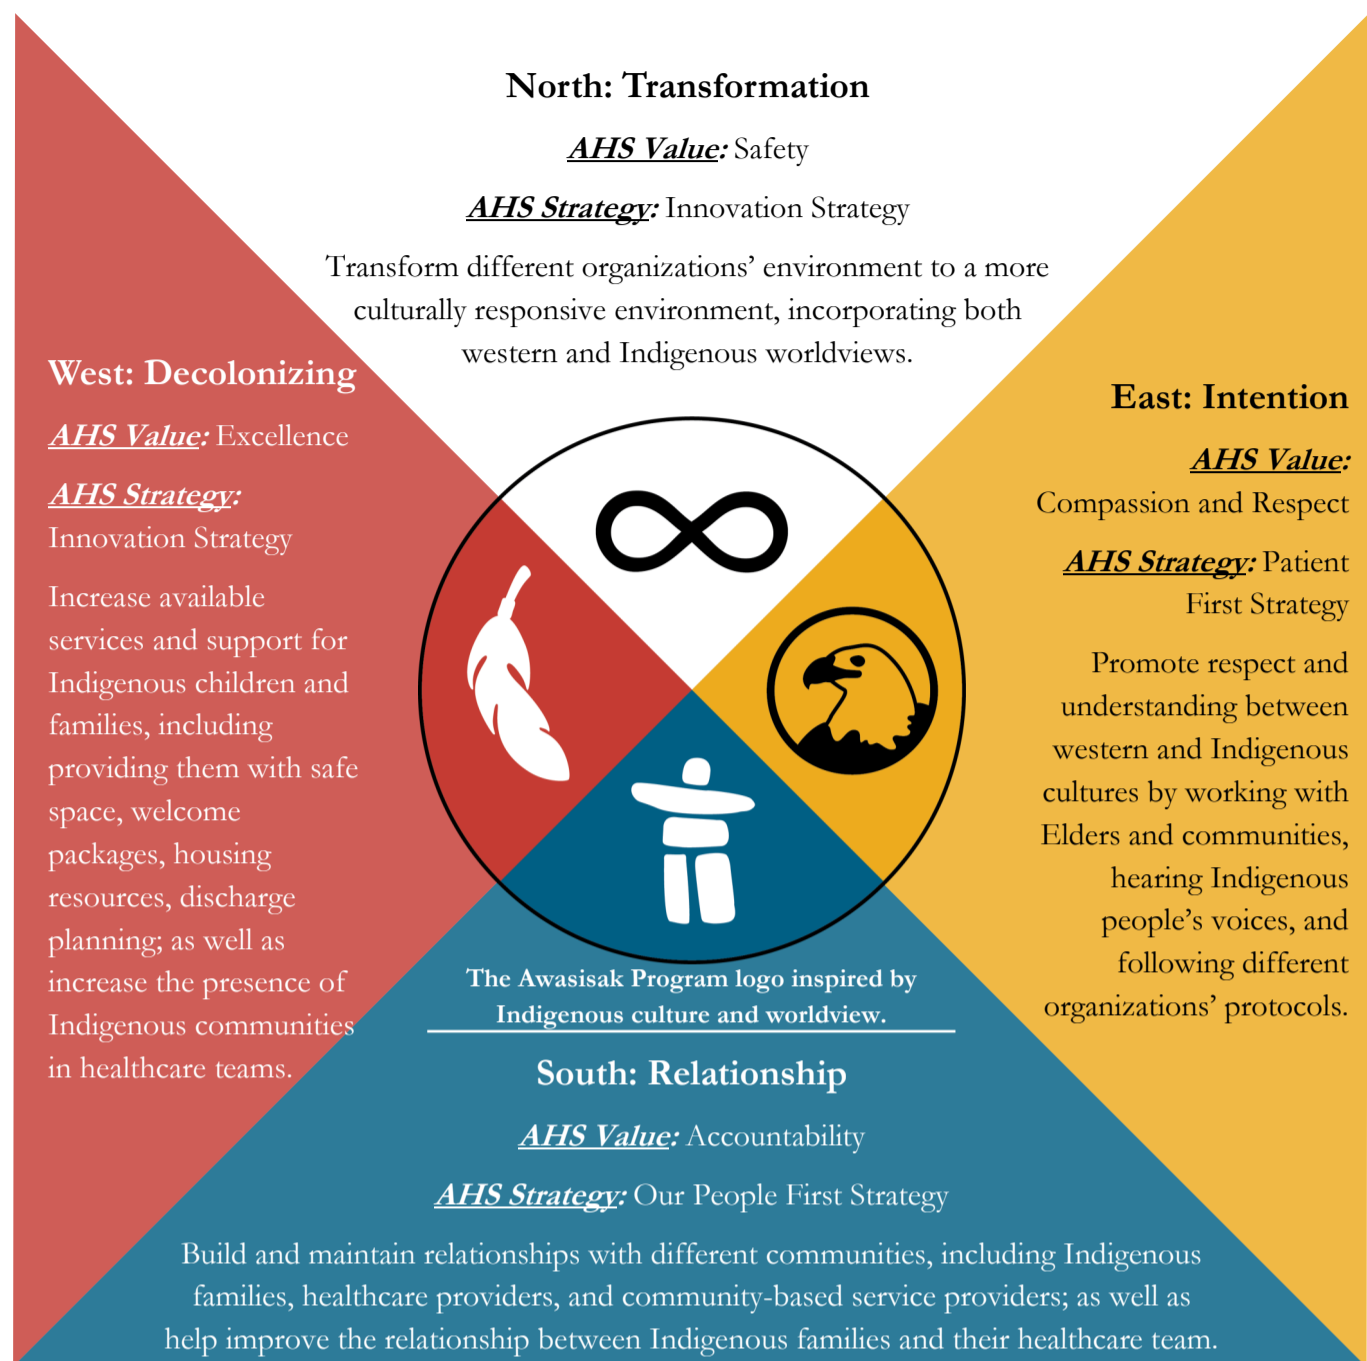 North: Transformation
AHS Value: Safety
AHS Strategy: Innovation Strategy
Transform different organizations’ environment to a more
culturally responsive environment, incorporating both
western and Indigenous worldviews.
West: Decolonizing
AHS Value: Excellence
AHS Strategy:
Innovation Strategy
Increase available
services and support for
Indigenous children and
families, including
providing them with safe
space, welcome
packages, housing
resources, discharge
planning; as well as
increase the presence of
Indigenous communities
in healthcare teams.
East: Intention
AHS Value:
Compassion and Respect
AHS Strategy: Patient
First Strategy
Promote respect and
understanding between
western and Indigenous
cultures by working with
Elders and communities,
hearing Indigenous
people’s voices, and
following different
organizations’ protocols.
The Awasisak Program logo inspired by
Indigenous culture and worldview.
South: Relationship
AHS Value: Accountability
AHS Strategy: Our People First Strategy
Build and maintain relationships with different communities, including Indigenous
families, healthcare providers, and community-based service providers; as well as
help improve the relationship between Indigenous families and their healthcare team.